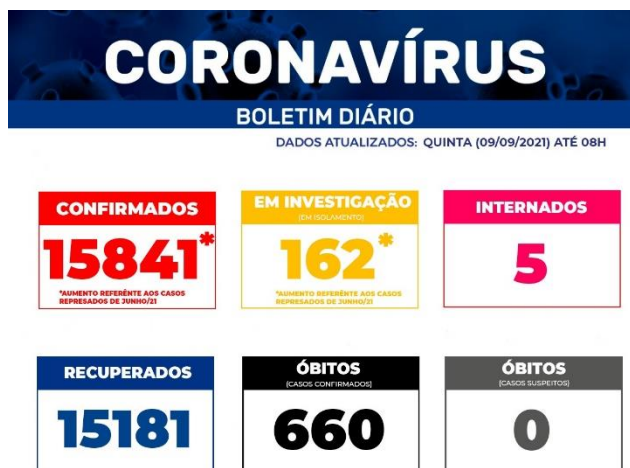 CORONAVÍRUS
BOLETIM DIÁRIO
DADOS ATUALIZADOS: QUINTA (09/09/2021) ATÉ 08H
CONFIRMADOS
15841*
*AUMENTO REFERÊNTE AOS CASOS
REPRESADOS DE JUNHO/21
EM INVESTIGAÇÃO
(EM ISOLAMENTO)
162*
*AUMENTO REFERÊNTE AOS CASOS
REPRESADOS DE JUNHO/21
INTERNADOS
5
RECUPERADOS
15181
ÓBITOS
(CASOS CONFIRMADOS)
660
ÓBITOS
(CASOS SUSPEITOS)
0